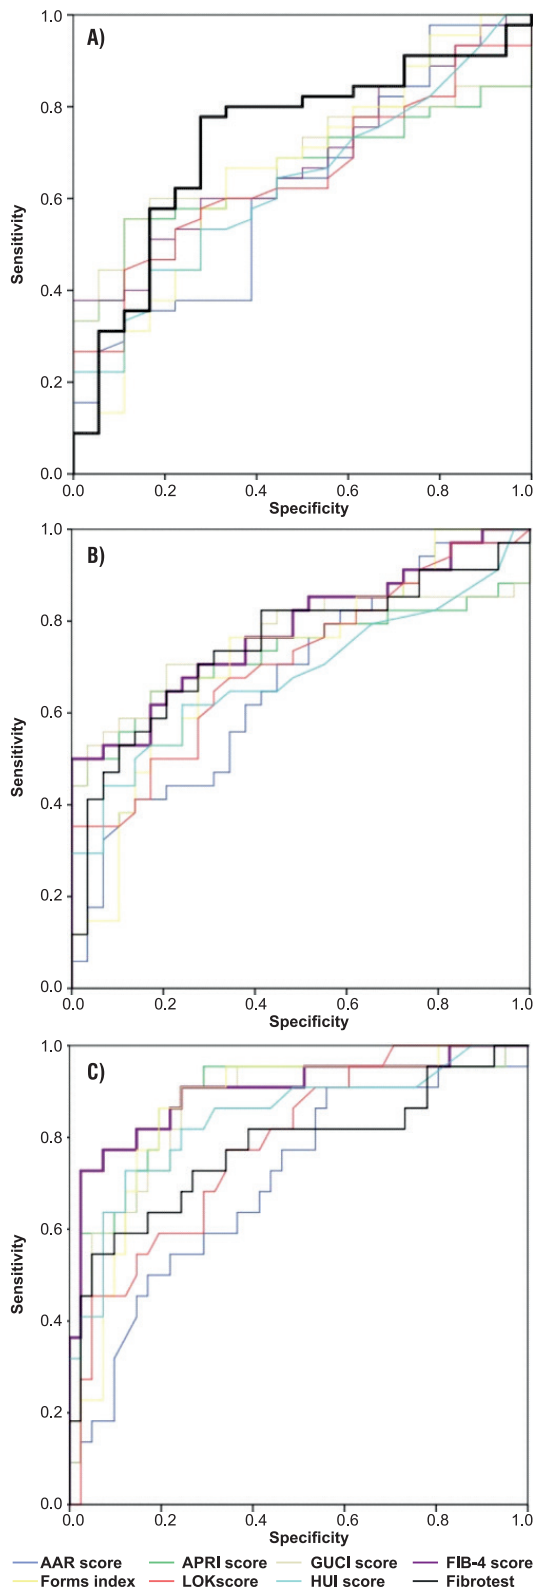 A)
1.0
0.8
0.6
0.4
0.2
0.0
Sensitivity
0.0 0.2 0.4 0.6 0.8 1.0
Specificity
B)
1.0
0.8
0.6
0.4
0.2
0.0
Sensitivity
0.2 0.4 0.6 0.8 1.0
Specificity
C)
1.0
0.8
0.6
0.4
0.2
0.0
Sensitivity
0.0 0.2 0.4 0.6 0.8 1.0
Specificity
AAR score APRI score GUCI score FIB-4 score
Forms index LOKscore HUI score Fibrotest